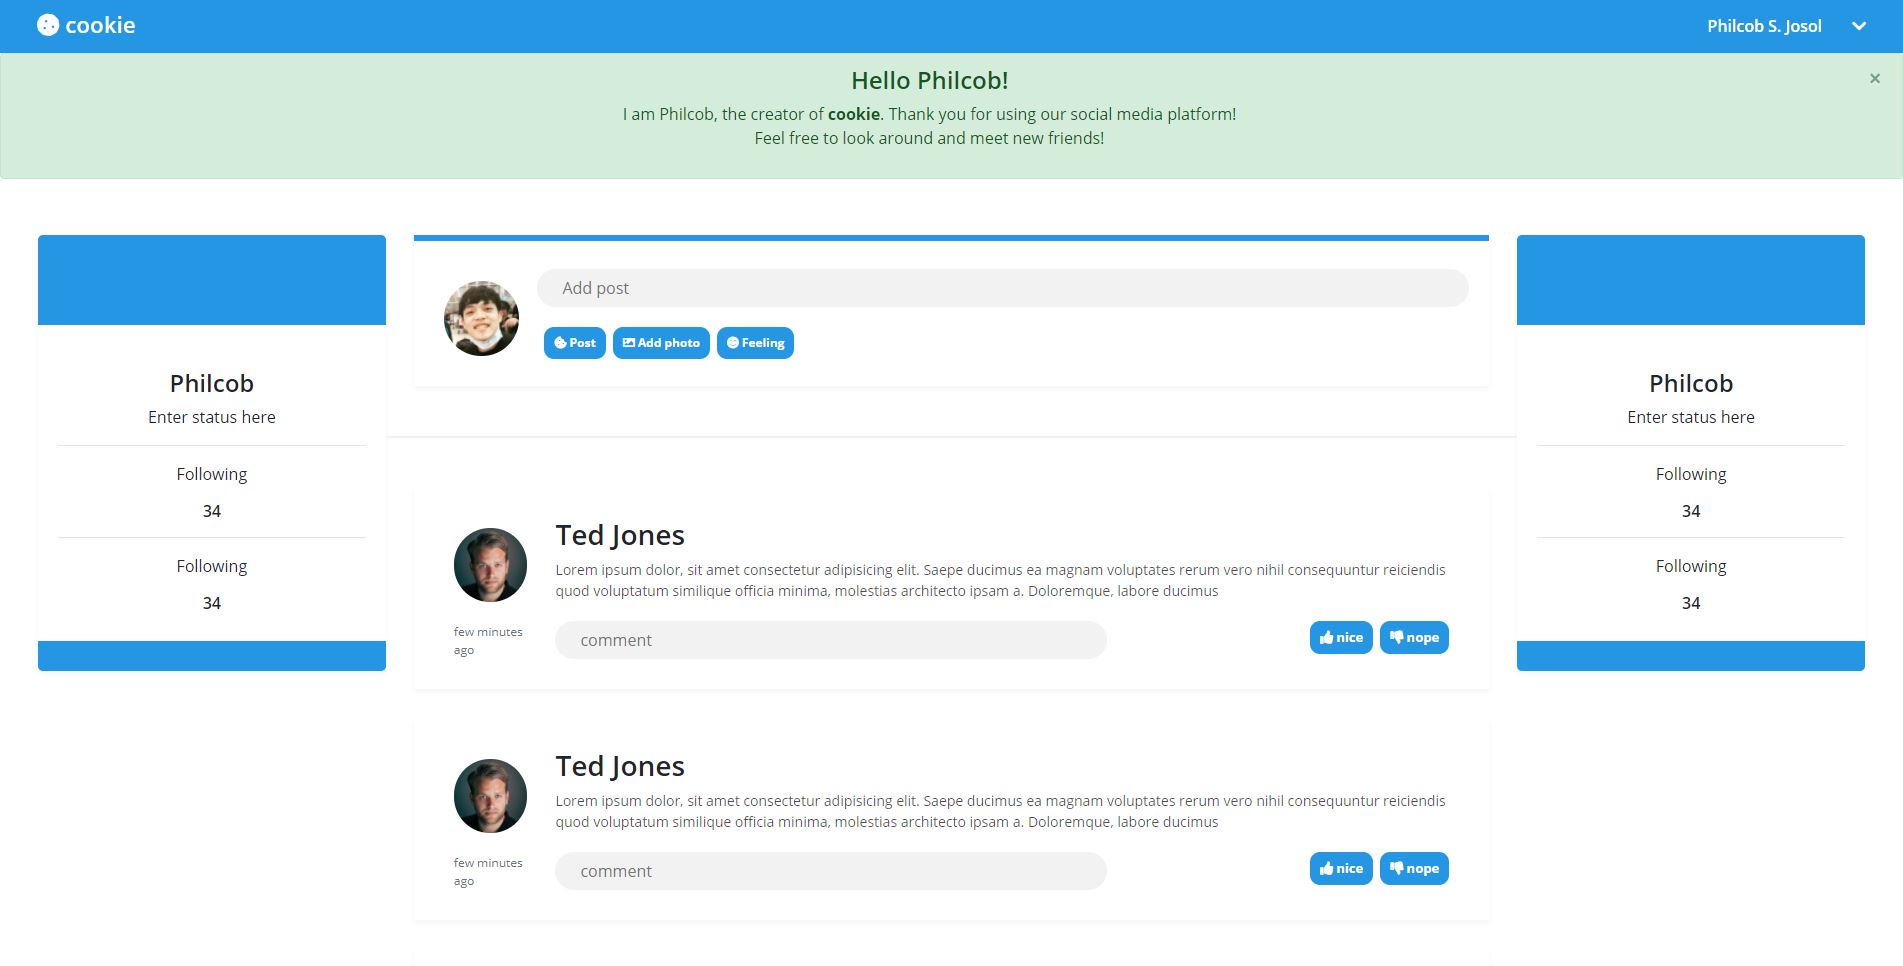 cookie
Philcob S. Josol
Hello Philcob!
×
I am Philcob, the creator of cookie. Thank you for using our social media platform!
Feel free to look around and meet new friends!
Philcob
Enter status here
Following
34
Following
34
Add post
Post
Add photo
Feeling
Ted Jones
Lorem ipsum dolor, sit amet consectetur adipisicing elit. Saepe ducimus ea magnam voluptates rerum vero nihil consequuntur reiciendis
quod voluptatum similique officia minima, molestias architecto ipsam a. Doloremque, labore ducimus
few minutes
ago
comment
nice
nope
Ted Jones
Lorem ipsum dolor, sit amet consectetur adipisicing elit. Saepe ducimus ea magnam voluptates rerum vero nihil consequuntur reiciendis
quod voluptatum similique officia minima, molestias architecto ipsam a. Doloremque, labore ducimus
few minutes
ago
comment
nice
nope
Philcob
Enter status here
Following
34
Following
34